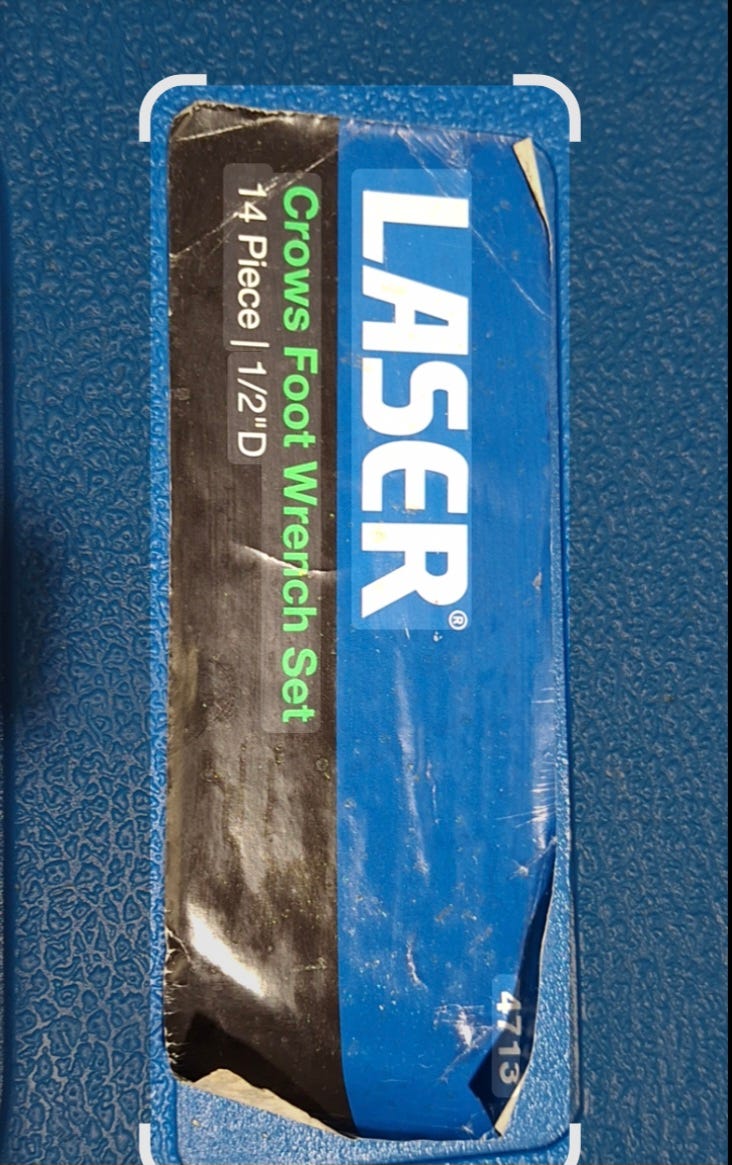 LASER®
Crows Foot Wrench Set
14 Piece | 1/2"D
4713